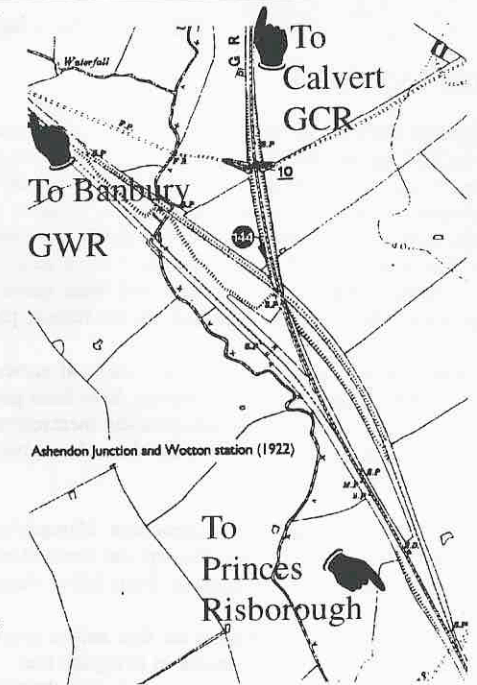 To
Calvert
GCR
G R
Waterfall
F.P.
S.P
10
To Banbury
GWR
144
Ashendon Junction and Wotton station (1922)
S.P
M.P
To
Princes
Risborough